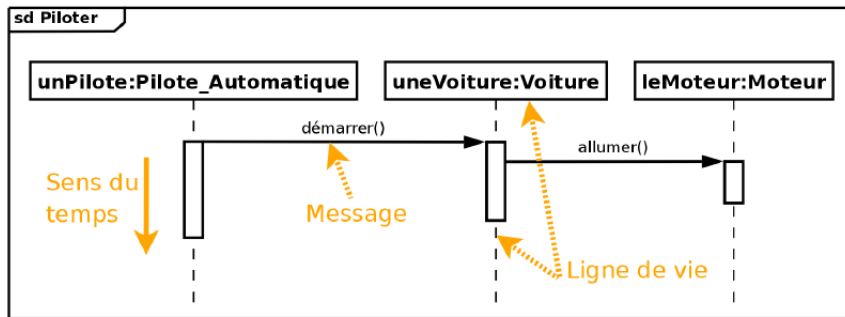 sd Piloter
unPilote:Pilote_Automatique
uneVoiture:Voiture
leMoteur:Moteur
démarrer()
allumer()
Sens du
temps
Message
Ligne de vie